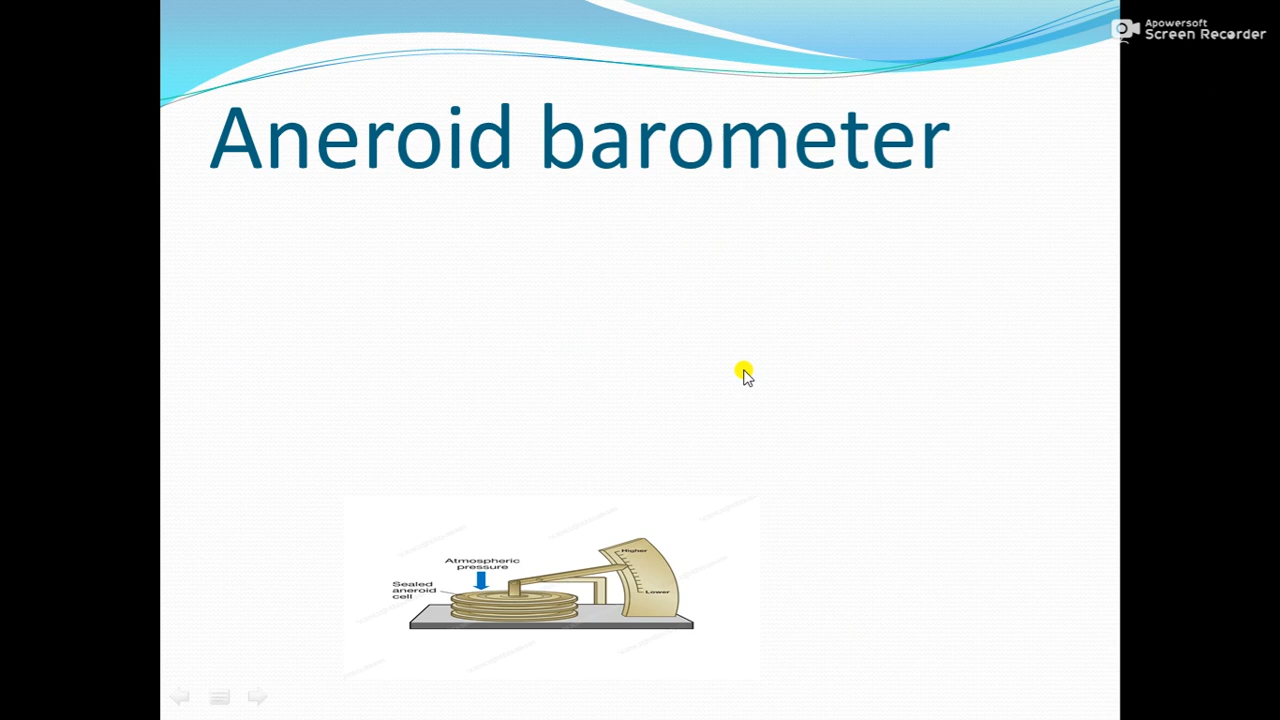 Apowersoft
Screen Recorder
Aneroid barometer
Higher
Atmospheric
pressure
Sealed
aneroid
cell
Lower